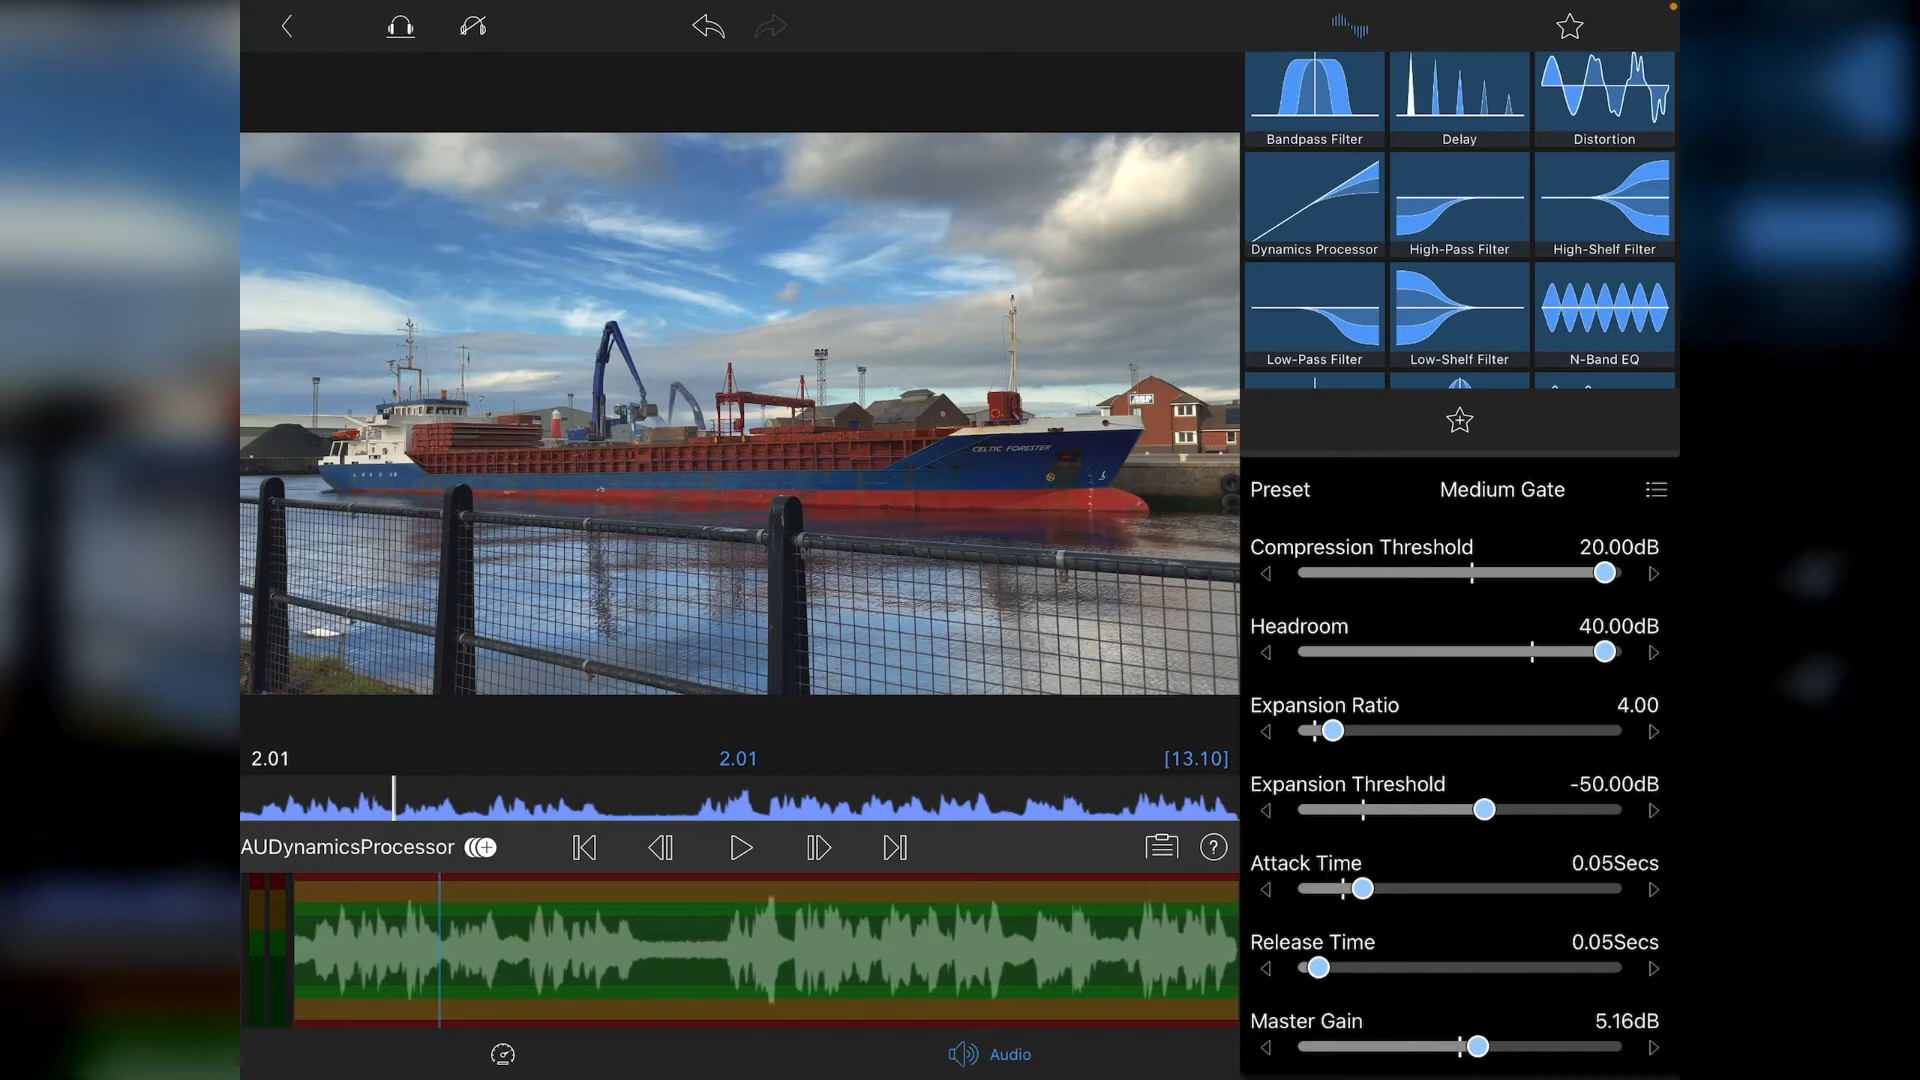 Bandpass Filter
Delay
Distortion
Dynamics Processor
High-Pass Filter
High-Shelf Filter
Low-Pass Filter
Low-Shelf Filter
N-Band EQ
CELTIC FORESTER
ABP
Preset
Medium Gate
Compression Threshold
20.00dB
Headroom
40.00dB
Expansion Ratio
4.00
Expansion Threshold
-50.00dB
Attack Time
0.05Secs
Release Time
0.05Secs
Master Gain
5.16dB
2.01
2.01
[13.10]
AUDynamicsProcessor
?
Audio